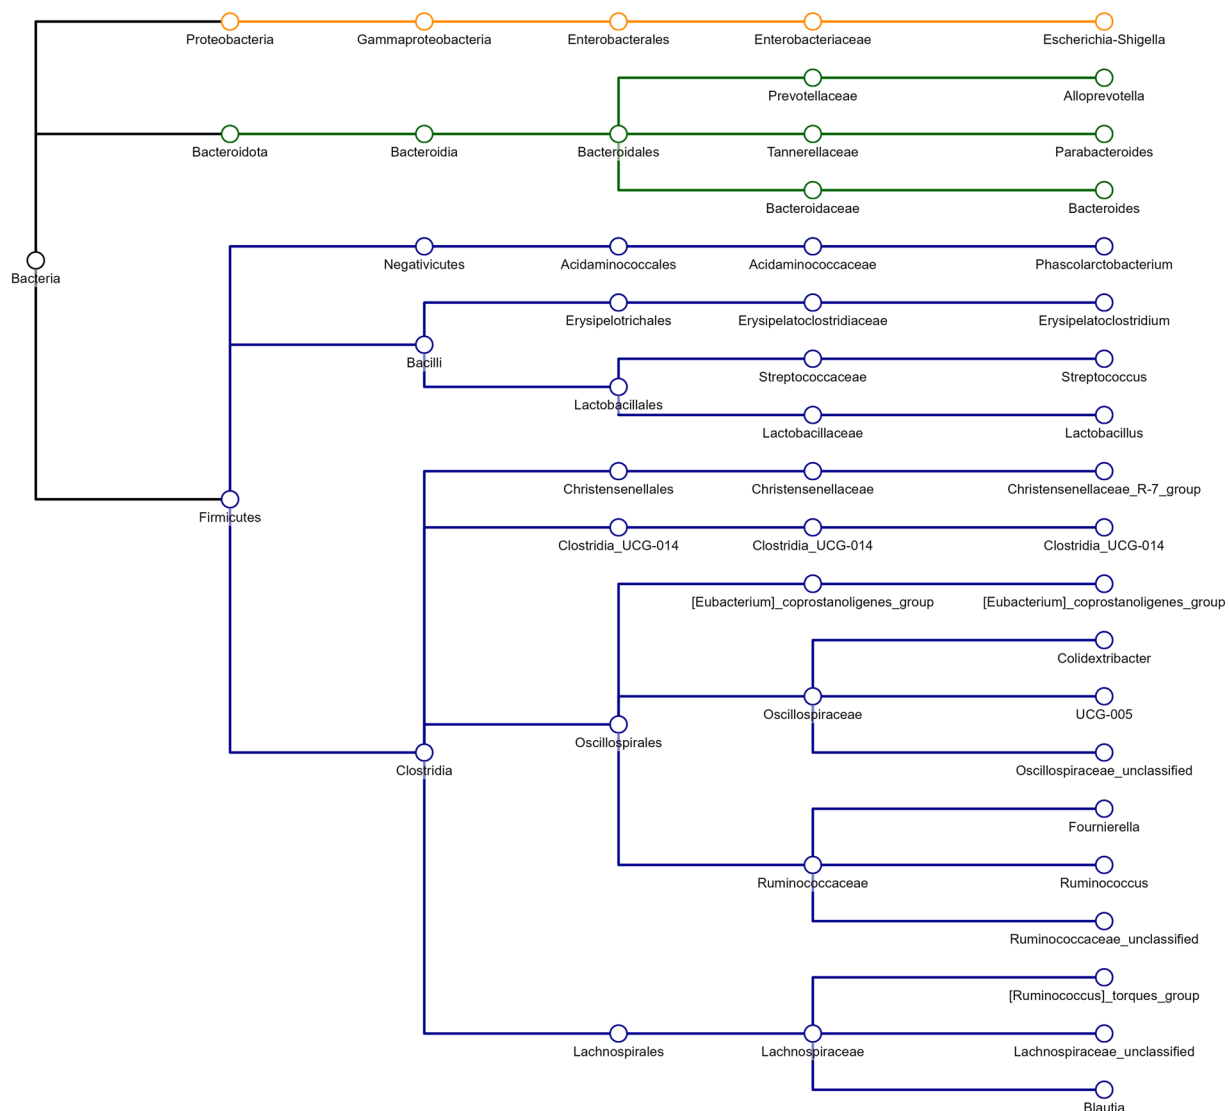 Proteobacteria Gammaproteobacteria Enterobacterales Enterobacteriaceae Escherichia-Shigella
Prevotellaceae Alloprevotella
Bacteroidota Bacteroidia Bacteroidales Tannerellaceae Parabacteroides
Bacteroidaceae Bacteroides
Negativicutes Acidaminococcales Acidaminococcaceae Phascolarctobacterium
Bacteria
Erysipelotrichales Erysipelatoclostridiaceae Erysipelatoclostridium
Bacilli
Streptococcaceae Streptococcus
Lactobacillales
Lactobacillaceae Lactobacillus
Christensenellales Christensenellaceae Christensenellaceae_R-7_group
Firmicutes
Clostridia_UCG-014 Clostridia_UCG-014 Clostridia_UCG-014
[Eubacterium]_coprostanoligenes_group [Eubacterium]_coprostanoligenes_group
Colidextribacter
Oscillospiraceae UCG-005
Oscillospirales
Clostridia Oscillospiraceae_unclassified
Fournierella
Ruminococcaceae Ruminococcus
Ruminococcaceae_unclassified
[Ruminococcus]_torques_group
Lachnospirales Lachnospiraceae Lachnospiraceae_unclassified
Blautia